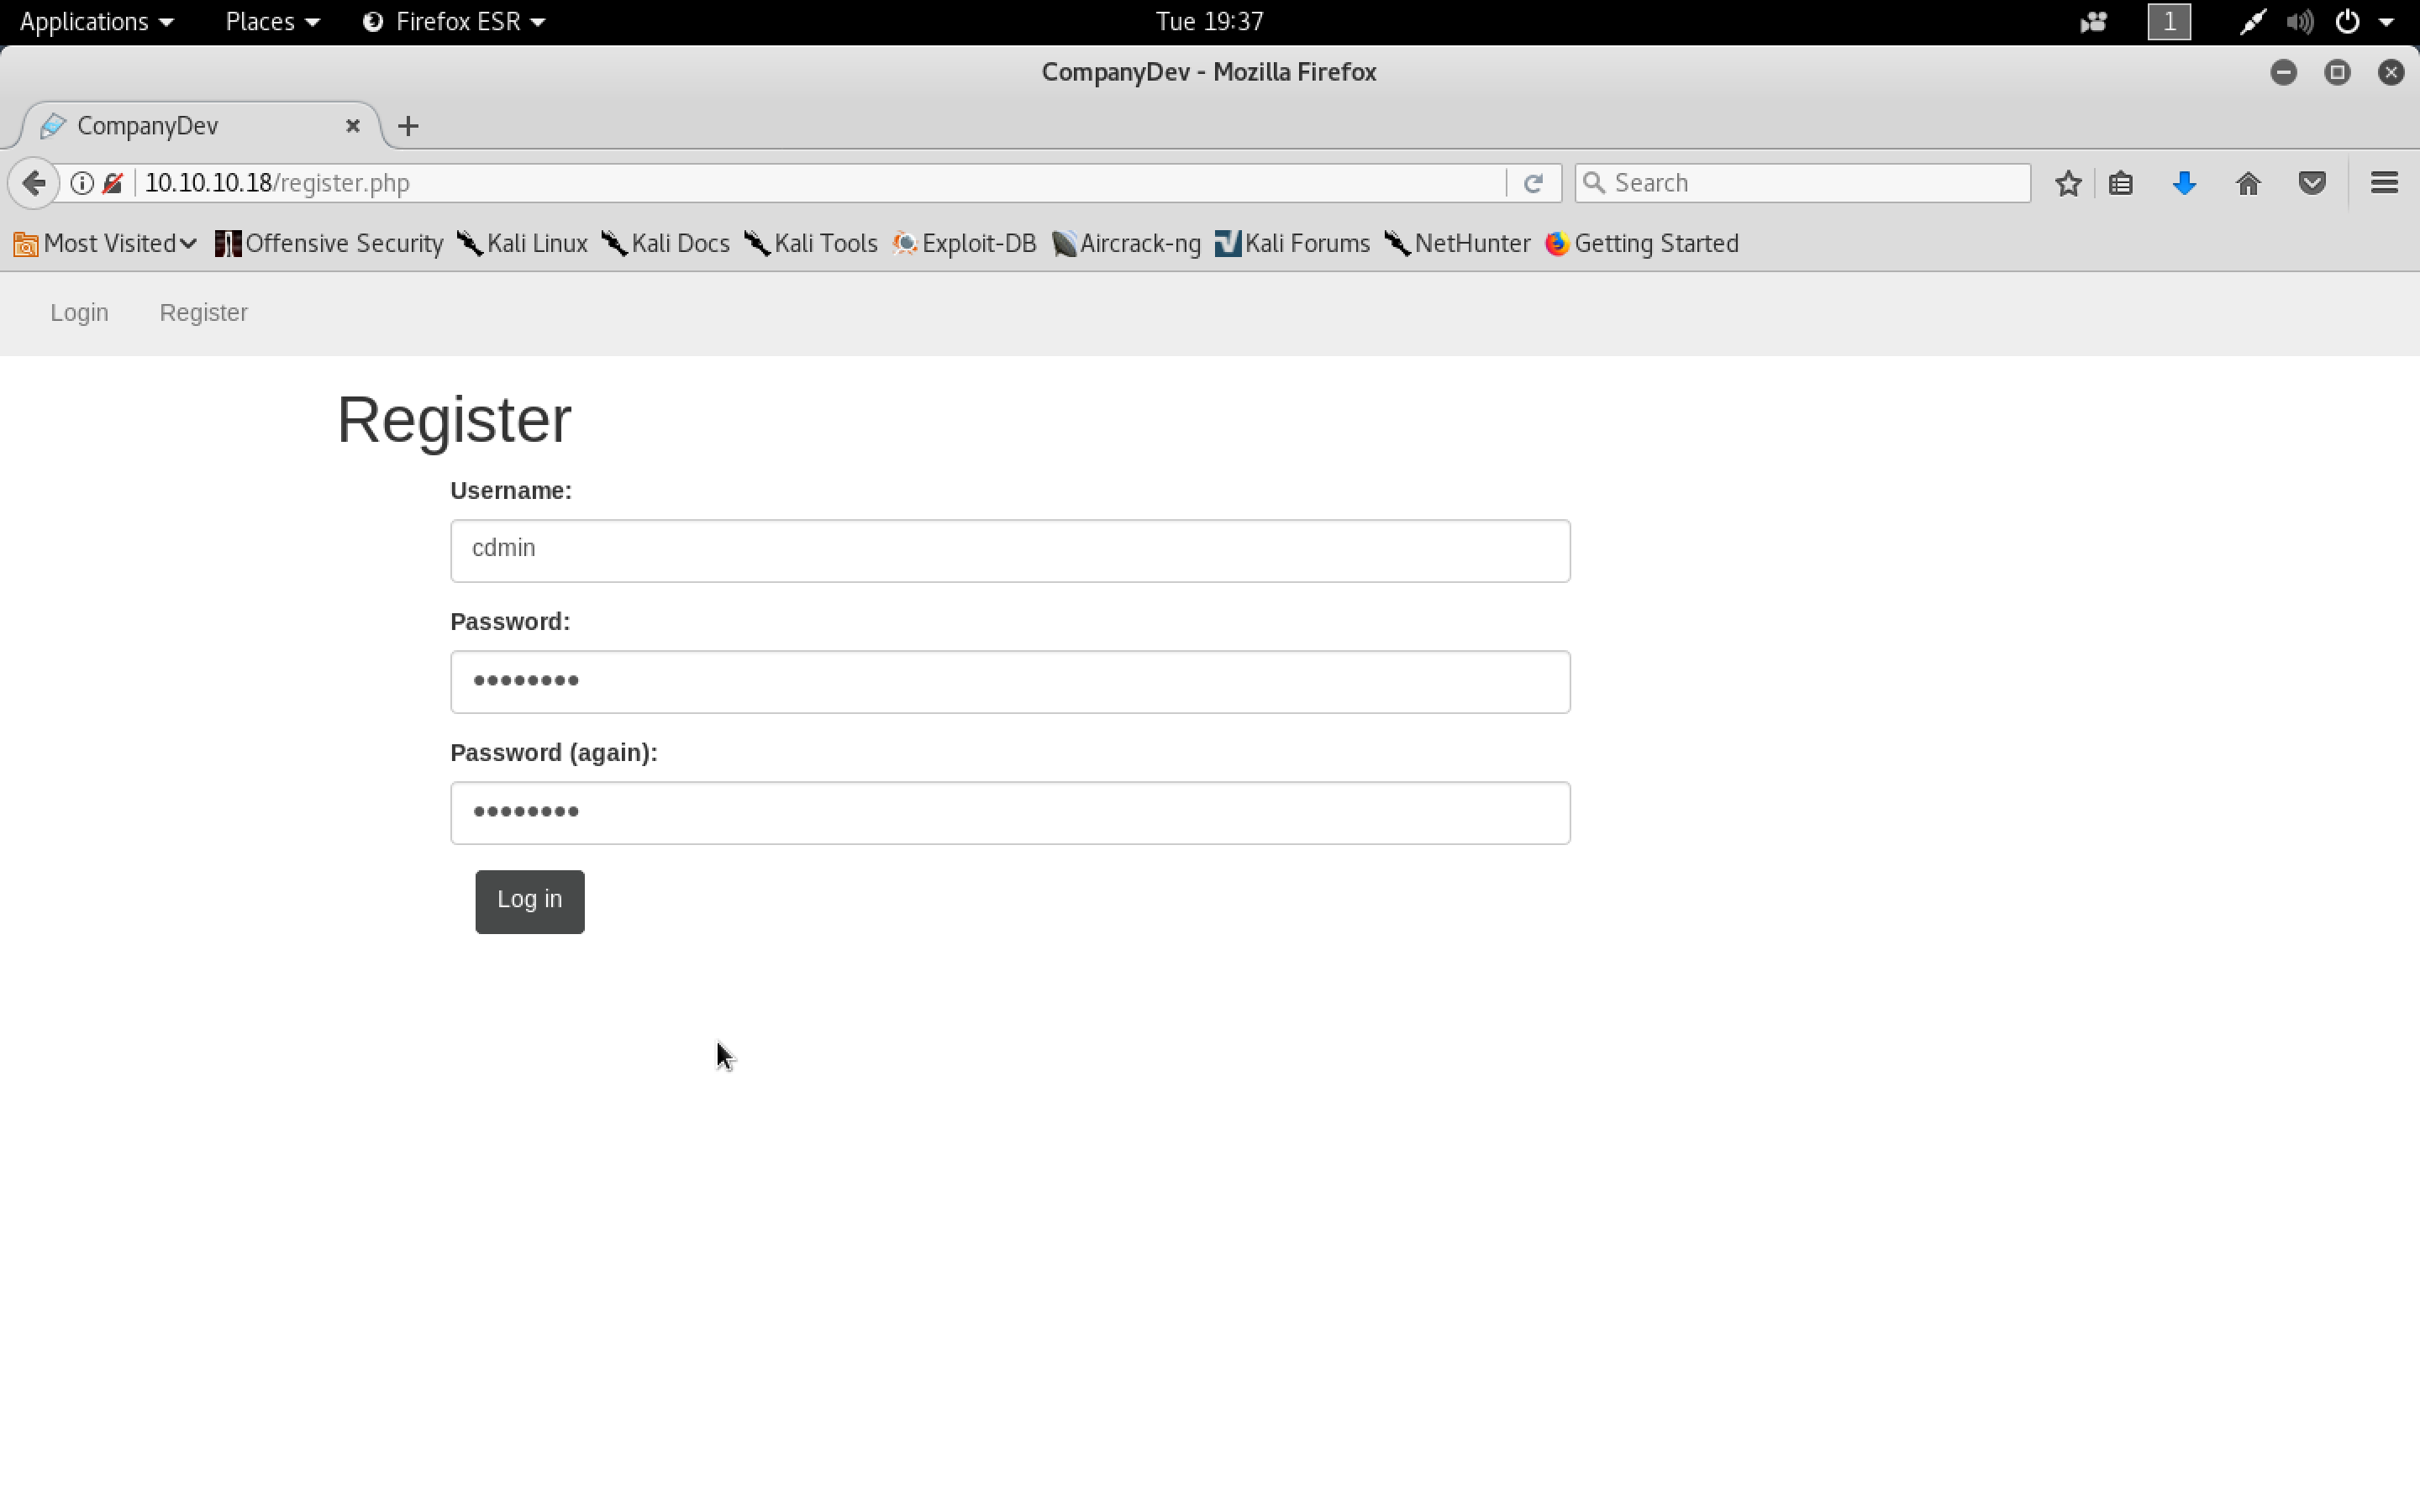 Applications Places Firefox ESR Tue 19:37 1
CompanyDev - Mozilla Firefox
CompanyDev
10.10.10.18/register.php Search
Most Visited Offensive Security Kali Linux Kali Docs Kali Tools Exploit-DB Aircrack-ng Kali Forums NetHunter Getting Started
Login Register
Register
Username:
cdmin
Password:
••••••••
Password (again):
••••••••
Log in